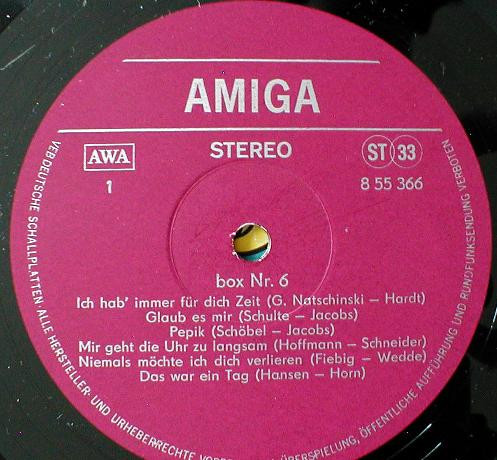 AMIGA
AWA
STEREO
ST 33
1
8 55 366
box Nr. 6
Ich hab' immer für dich Zeit (G. Natschinski – Hardt)
Glaub es mir (Schulte – Jacobs)
Pepik (Schöbel – Jacobs)
Mir geht die Uhr zu langsam (Hoffmann – Schneider)
Niemals möchte ich dich verlieren (Fiebig – Wedde)
Das war ein Tag (Hansen – Horn)
VEB DEUTSCHE SCHALLPLATTEN · ALLE HERSTELLER- UND URHEBERRECHTE ÜBERSPIELUNG, ÖFFENTLICHE AUFFÜHRUNG UND RUNDFUNKSENDUNG VERBOTEN